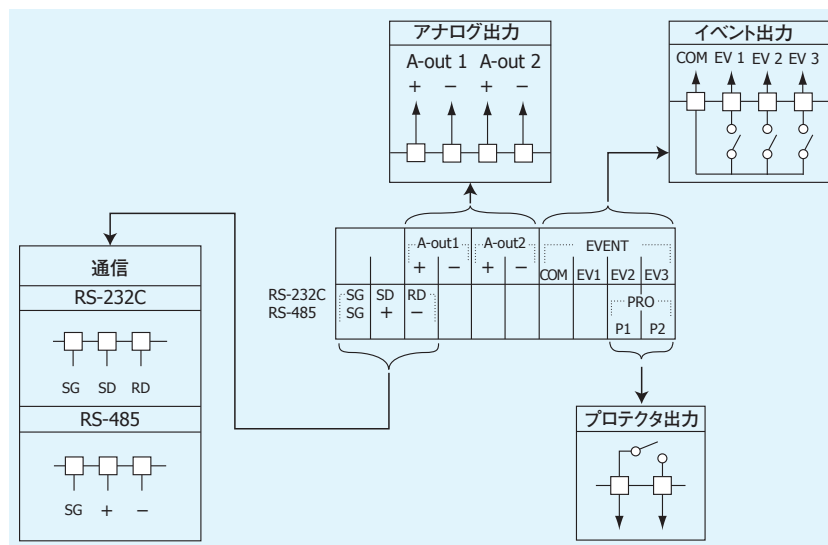 アナログ出力
A-out 1 A-out 2
+ − + −
イベント出力
COM EV 1 EV 2 EV 3
通信
RS-232C
SG SD RD
RS-485
SG + −
A-out1 A-out2 EVENT
+ − + − COM EV1 EV2 EV3
RS-232C SG SD RD PRO
RS-485 SG + −
P1 P2
プロテクタ出力